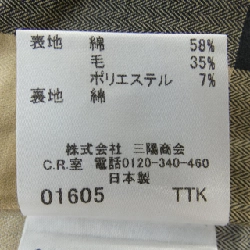 表地 綿 58%
毛 35%
ポリエステル 7%
裏地 綿
株式会社 三陽商会
C.R.室 電話0120-340-460
日本製
01605 TTK